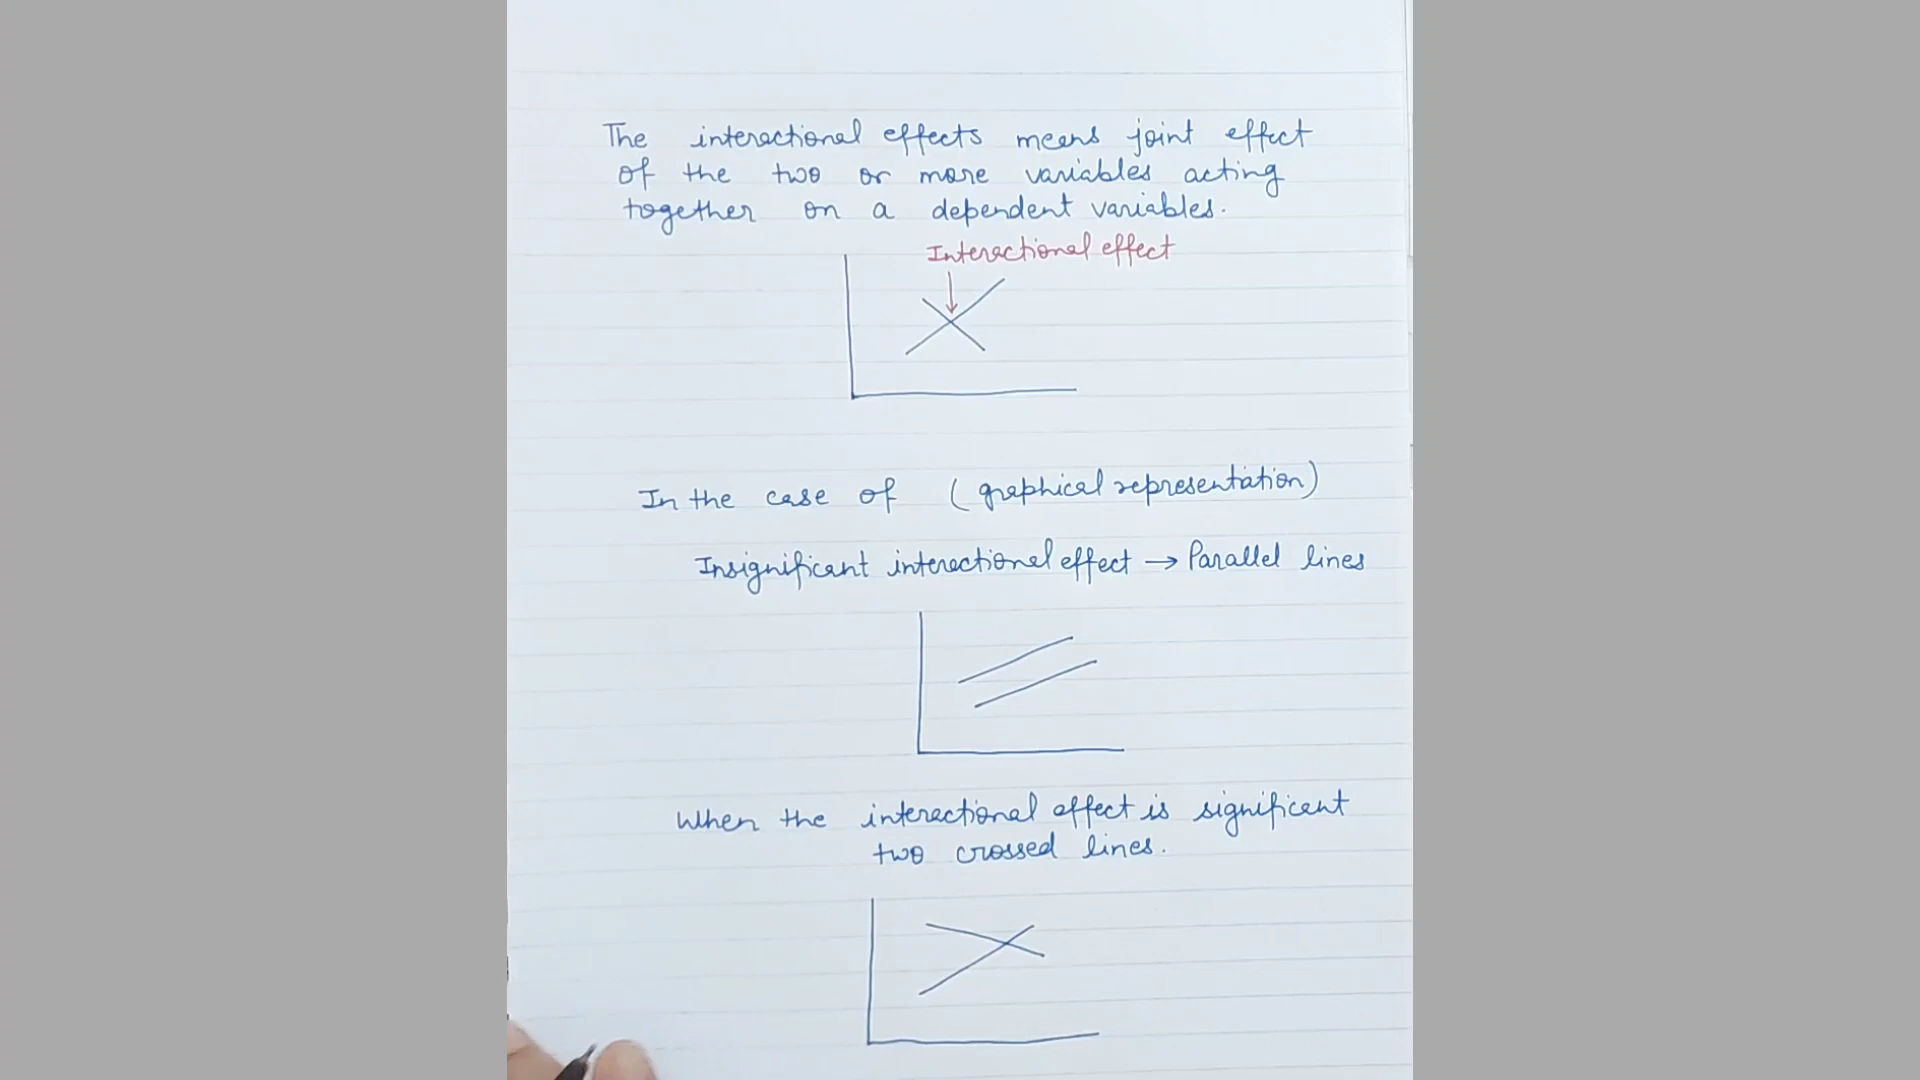 The interactional effects means joint effect
of the two or more variables acting
together on a dependent variables.
Interactional effect
In the case of (graphical representation)
Insignificant interactional effect → Parallel lines
When the interactional effect is significant
two crossed lines.